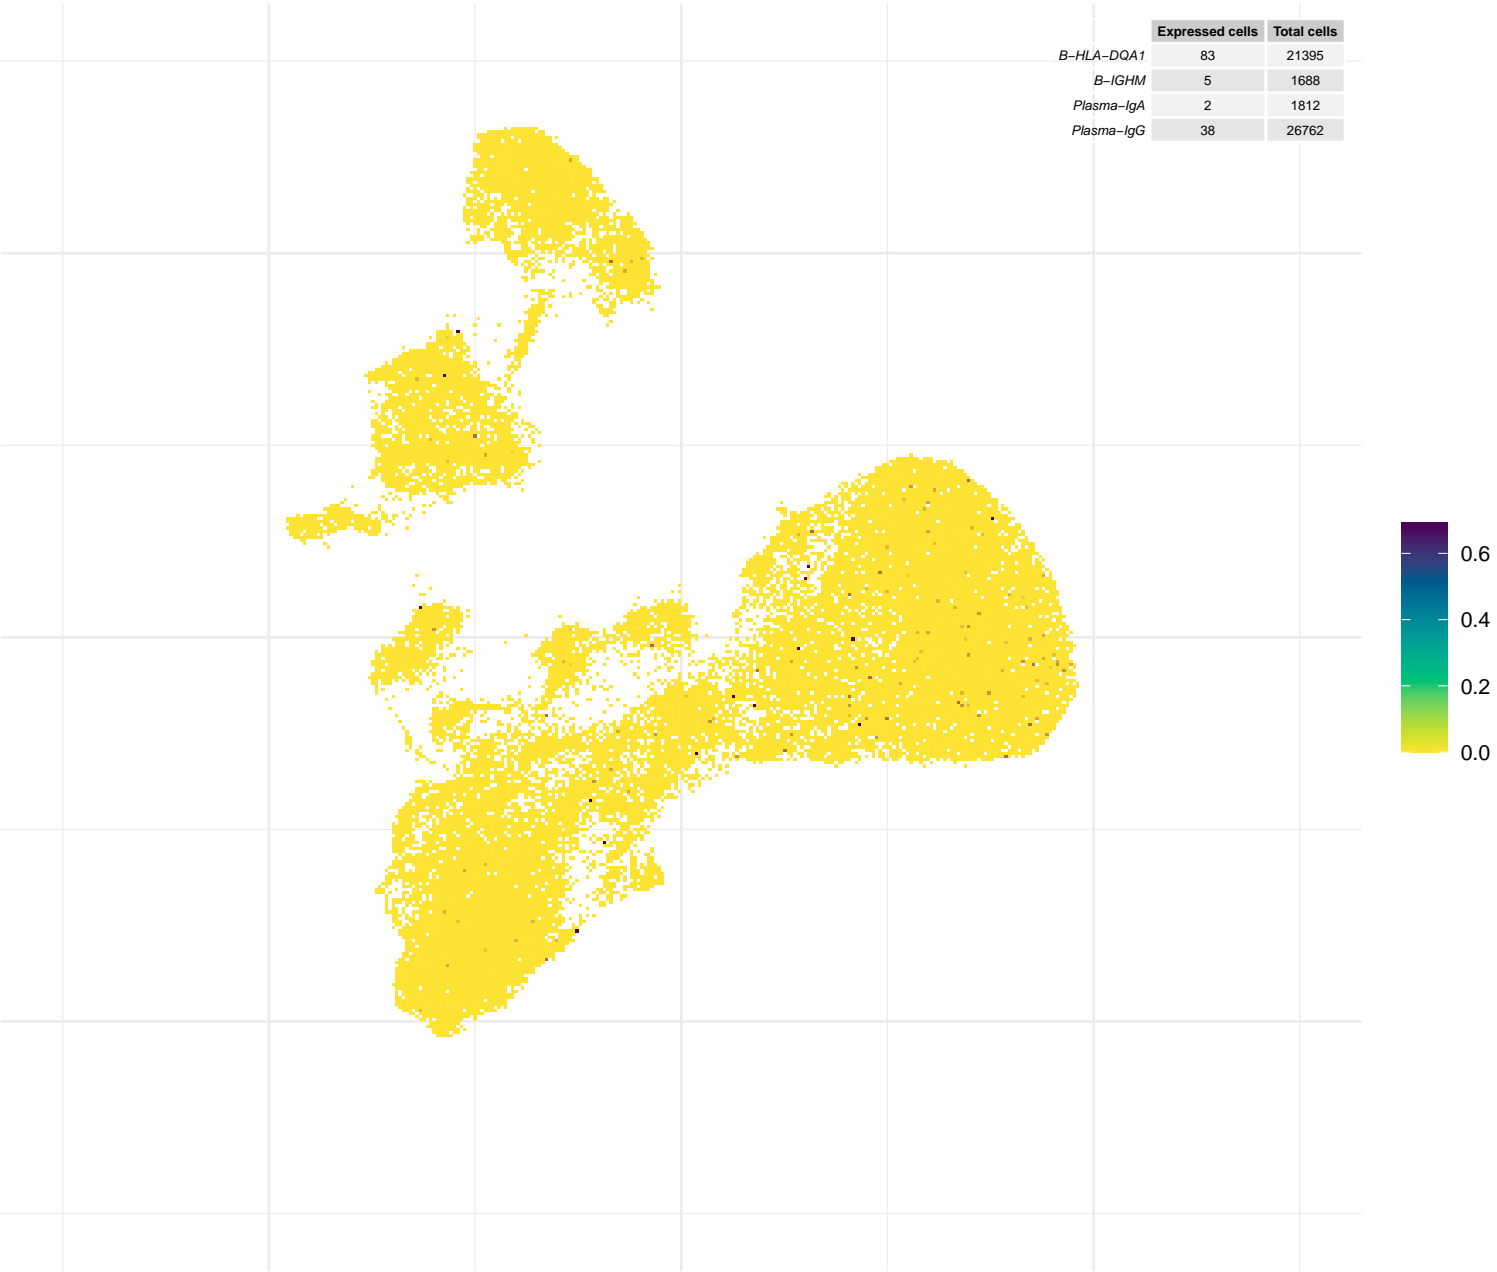 Expressed cells Total cells
B–HLA–DQA1 83 21395
B–IGHM 5 1688
Plasma–IgA 2 1812
Plasma–IgG 38 26762
0.6
0.4
0.2
0.0